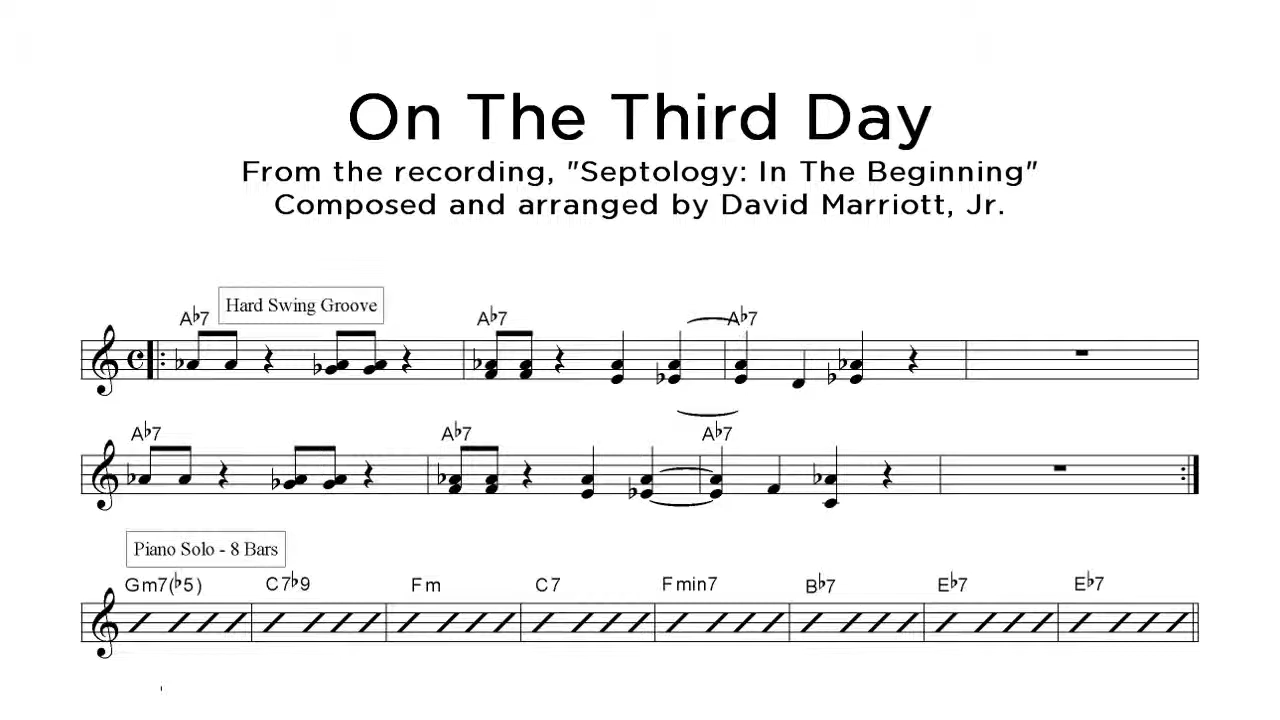 On The Third Day
From the recording, "Septology: In The Beginning"
Composed and arranged by David Marriott, Jr.
Hard Swing Groove
A♭7 A♭7 A♭7
A♭7 A♭7 A♭7
Piano Solo - 8 Bars
Gm7(♭5) C7♭9 Fm C7 Fmin7 B♭7 E♭7 E♭7